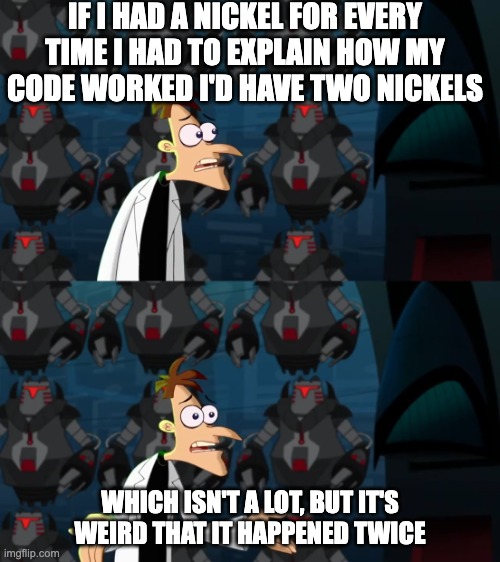 IF I HAD A NICKEL FOR EVERY
TIME I HAD TO EXPLAIN HOW MY
CODE WORKED I'D HAVE TWO NICKELS
WHICH ISN'T A LOT, BUT IT'S
WEIRD THAT IT HAPPENED TWICE
imgflip.com